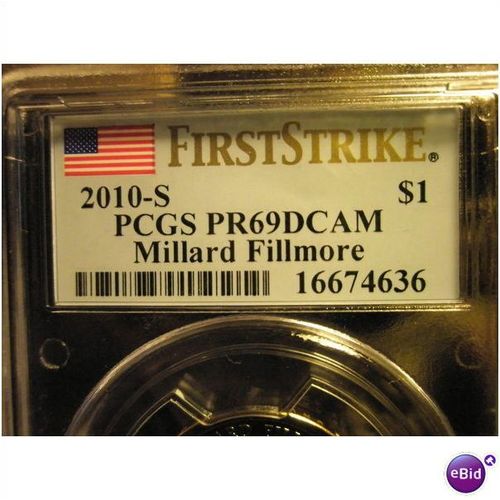 FIRSTSTRIKE®
2010-S $1
PCGS PR69DCAM
Millard Fillmore
16674636
eBid